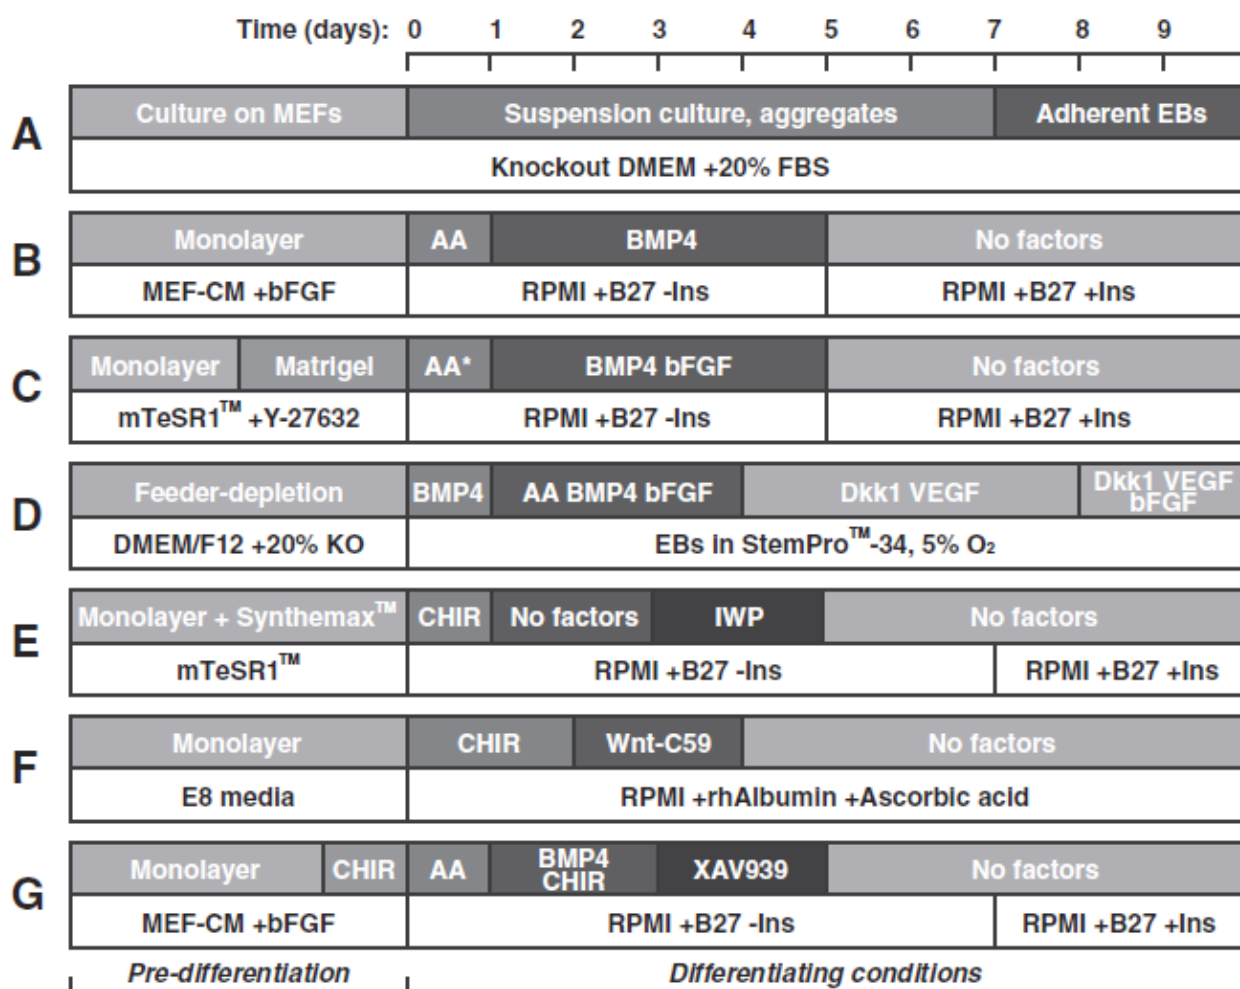 Time (days): 0 1 2 3 4 5 6 7 8 9
A
Culture on MEFs Suspension culture, aggregates Adherent EBs
Knockout DMEM +20% FBS
B
Monolayer AA BMP4 No factors
MEF-CM +bFGF RPMI +B27 -Ins RPMI +B27 +Ins
C
Monolayer Matrigel AA* BMP4 bFGF No factors
mTeSR1™ +Y-27632 RPMI +B27 -Ins RPMI +B27 +Ins
D
Feeder-depletion BMP4 AA BMP4 bFGF Dkk1 VEGF Dkk1 VEGF
bFGF
DMEM/F12 +20% KO EBs in StemPro™-34, 5% O₂
E
Monolayer + Synthemax™ CHIR No factors IWP No factors
mTeSR1™ RPMI +B27 -Ins RPMI +B27 +Ins
F
Monolayer CHIR Wnt-C59 No factors
E8 media RPMI +rhAlbumin +Ascorbic acid
G
Monolayer CHIR AA BMP4
CHIR XAV939 No factors
MEF-CM +bFGF RPMI +B27 -Ins RPMI +B27 +Ins
Pre-differentiation Differentiating conditions